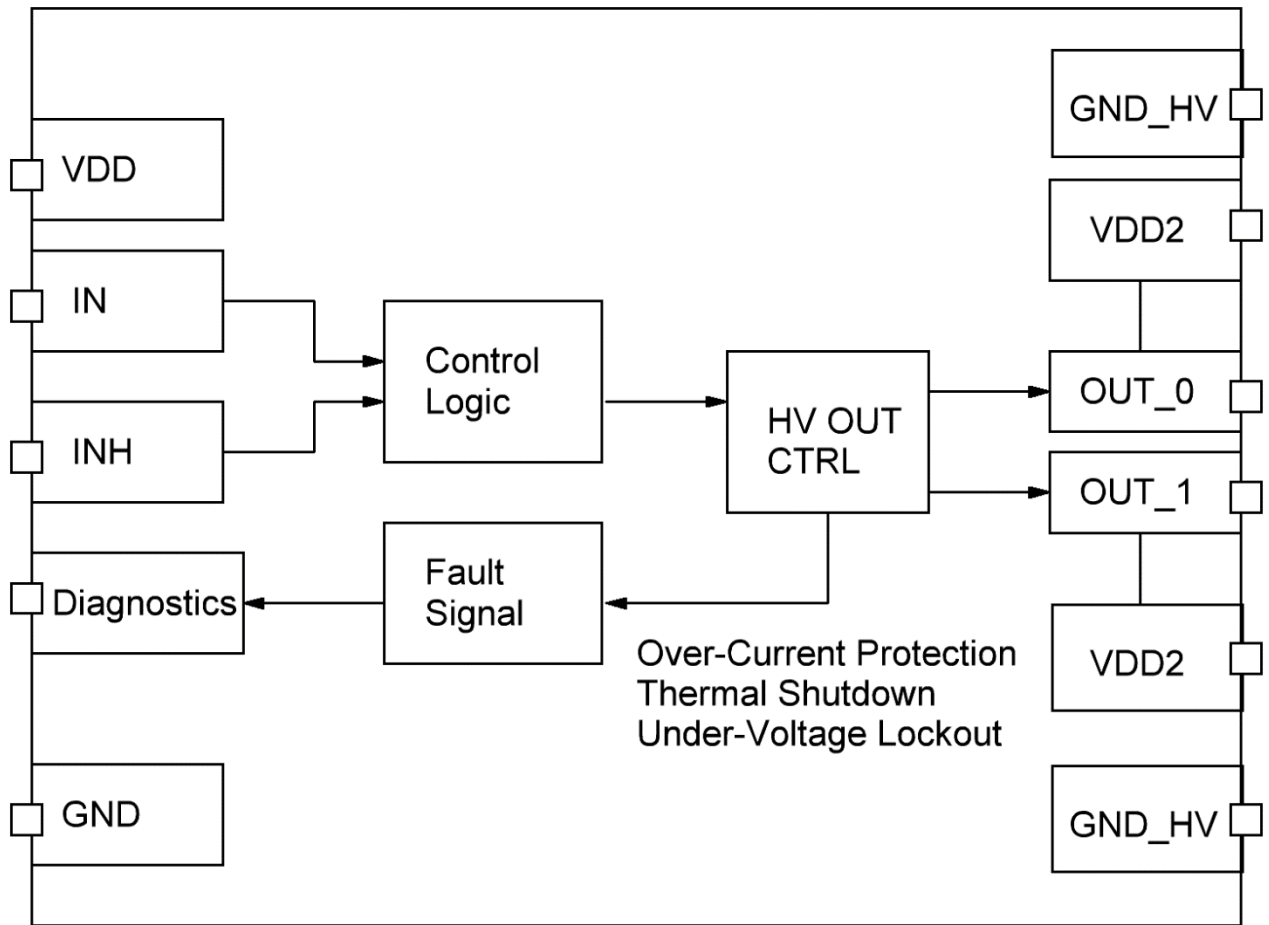 GND_HV
VDD
VDD2
IN
Control
Logic
OUT_0
HV OUT
CTRL
INH
OUT_1
Fault
Signal
Diagnostics
Over-Current Protection
Thermal Shutdown
Under-Voltage Lockout
VDD2
GND
GND_HV